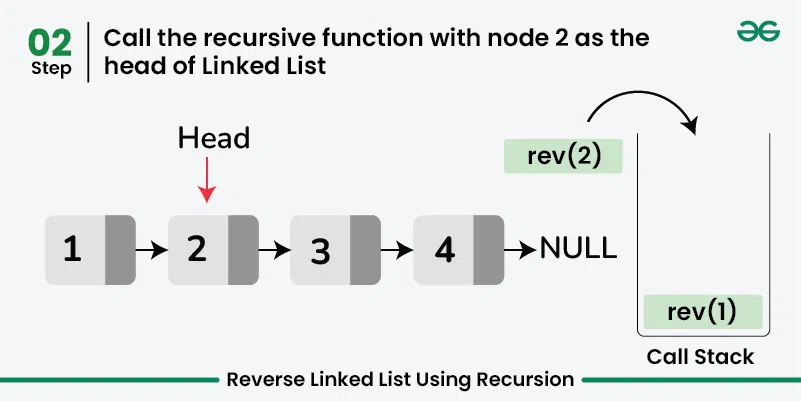 02
Step
Call the recursive function with node 2 as the
head of Linked List
Head
rev(2)
1
2
3
4
NULL
rev(1)
Call Stack
Reverse Linked List Using Recursion